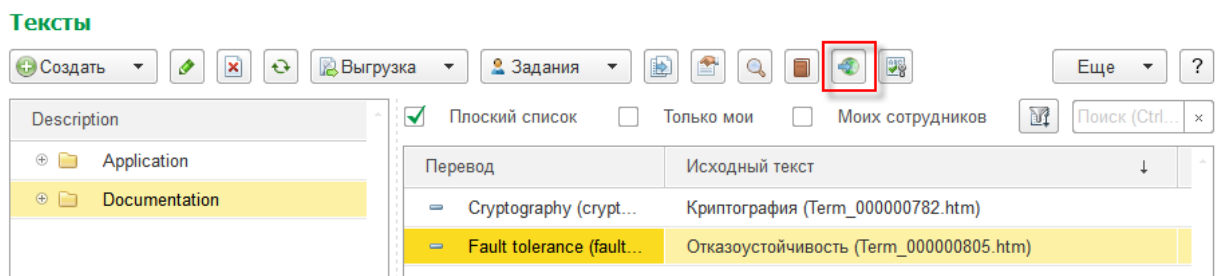 Тексты
Создать Выгрузка Задания Еще ?
Description Плоский список Только мои Моих сотрудников Поиск (Ctrl... ×
Application Перевод Исходный текст ↓
Documentation Cryptography (crypt... Криптография (Term_000000782.htm)
Fault tolerance (fault... Отказоустойчивость (Term_000000805.htm)